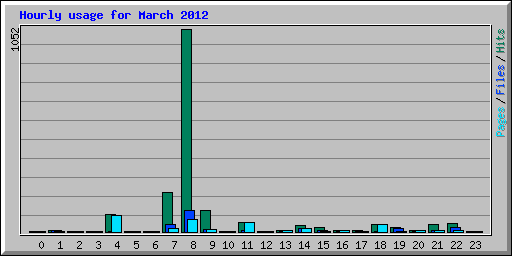 Hourly usage for March 2012
1052
Pages/Files/Hits
0 1 2 3 4 5 6 7 8 9 10 11 12 13 14 15 16 17 18 19 20 21 22 23